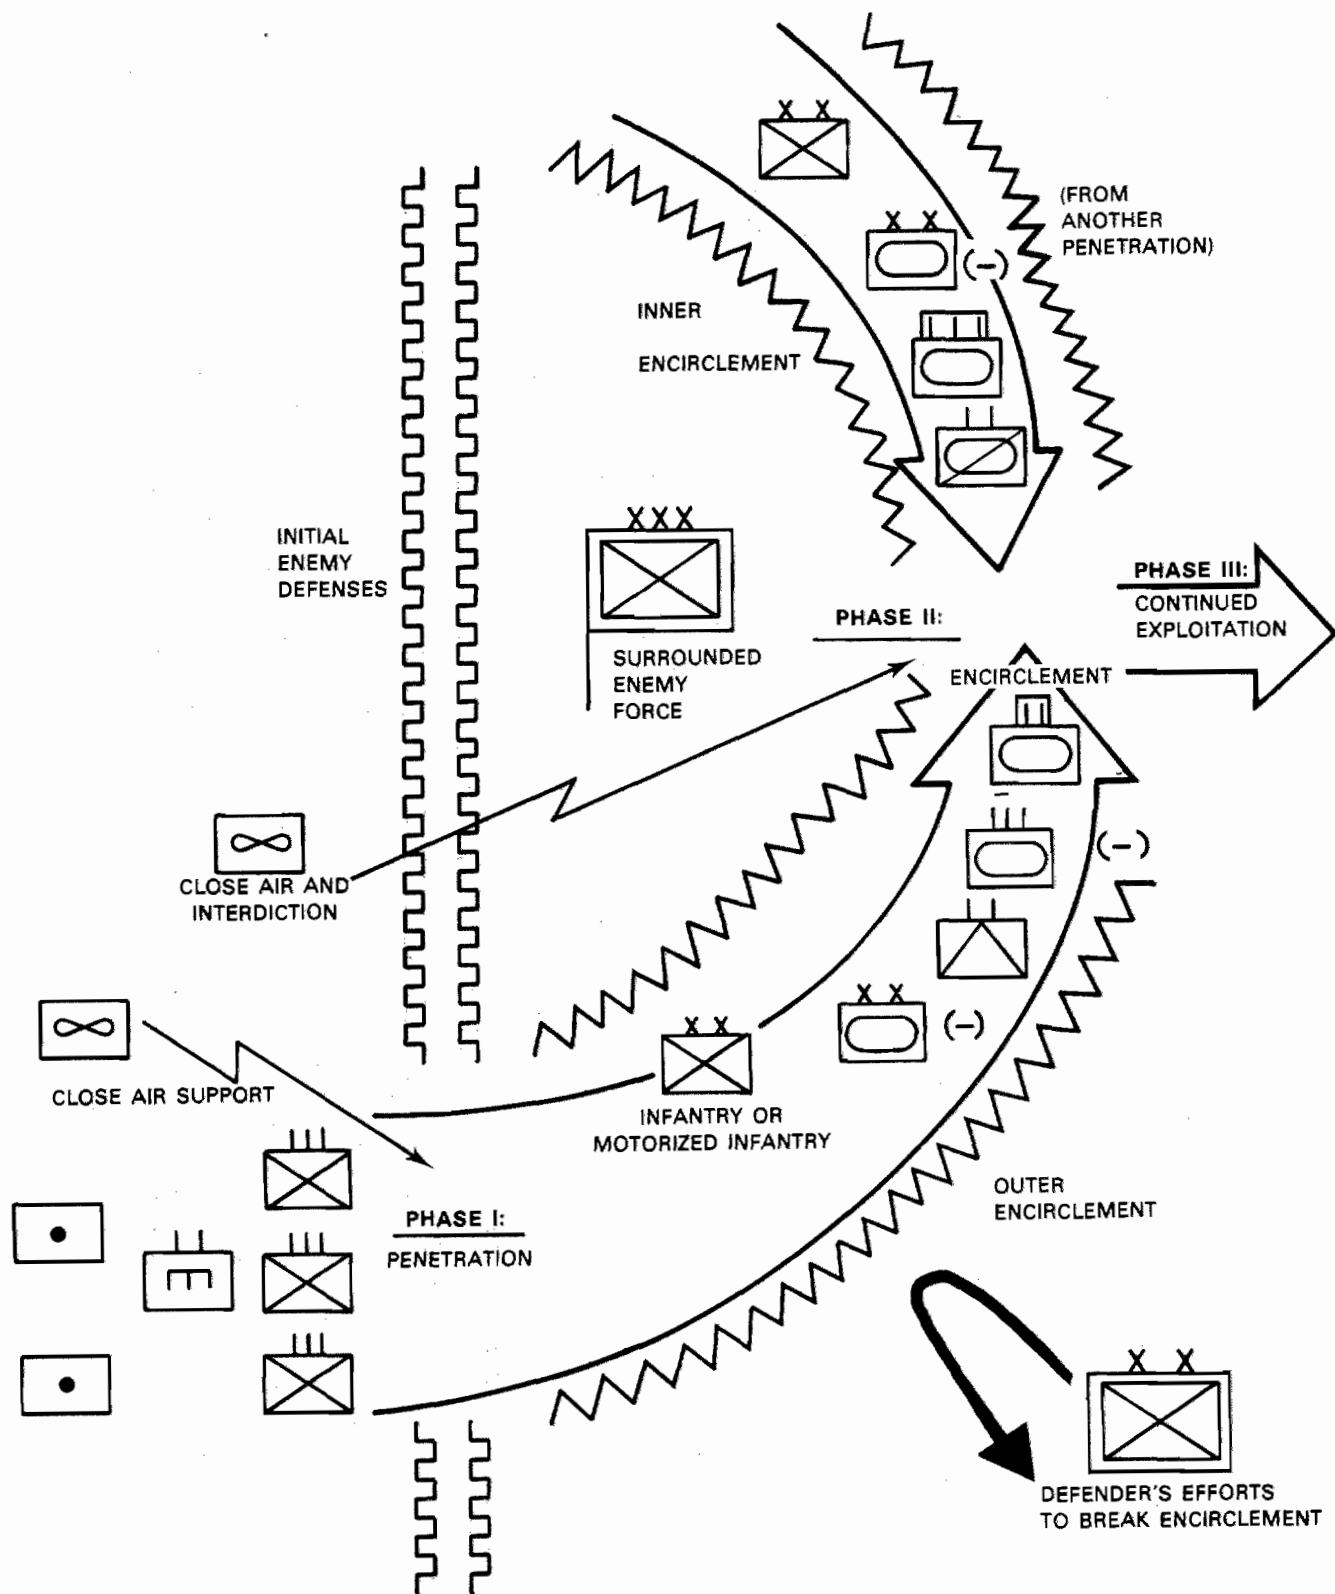 (FROM
ANOTHER
PENETRATION)
INNER
ENCIRCLEMENT
INITIAL
ENEMY
DEFENSES
XXX
SURROUNDED
ENEMY
FORCE
PHASE II:
ENCIRCLEMENT
PHASE III:
CONTINUED
EXPLOITATION
CLOSE AIR AND
INTERDICTION
CLOSE AIR SUPPORT
INFANTRY OR
MOTORIZED INFANTRY
PHASE I:
PENETRATION
OUTER
ENCIRCLEMENT
X X
DEFENDER'S EFFORTS
TO BREAK ENCIRCLEMENT